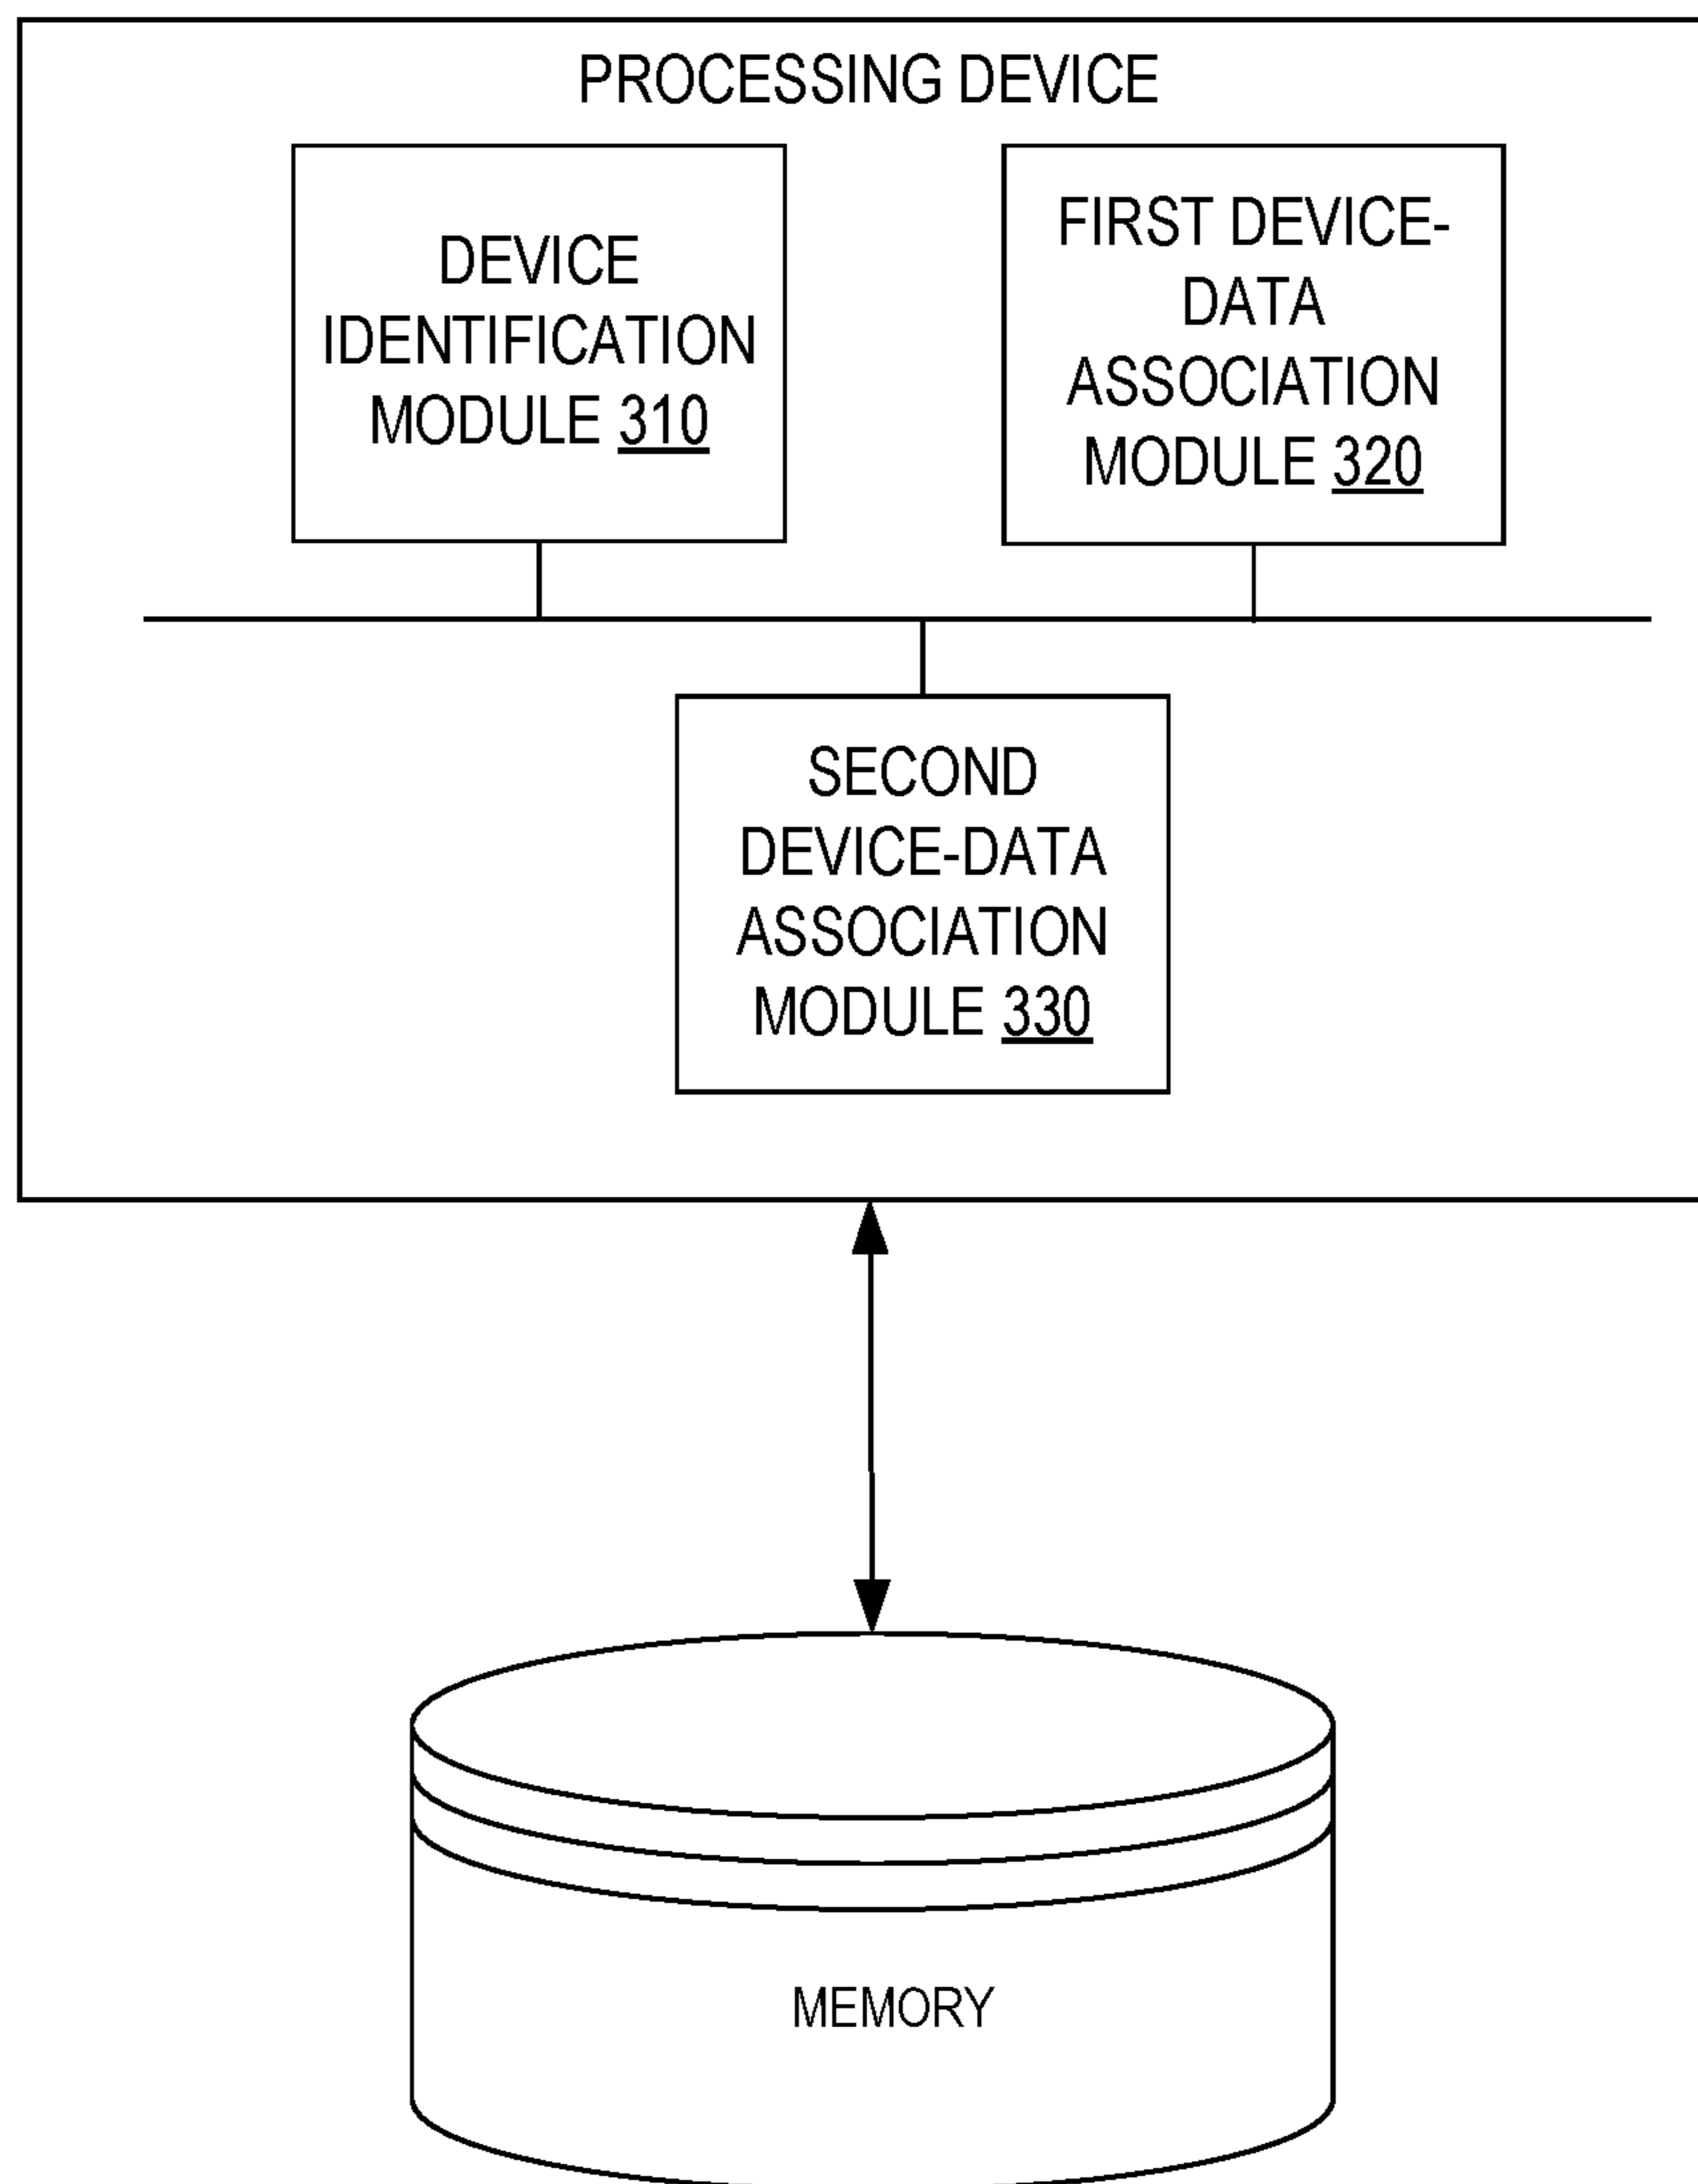 PROCESSING DEVICE
DEVICE
IDENTIFICATION
MODULE 310
FIRST DEVICE-
DATA
ASSOCIATION
MODULE 320
SECOND
DEVICE-DATA
ASSOCIATION
MODULE 330
MEMORY